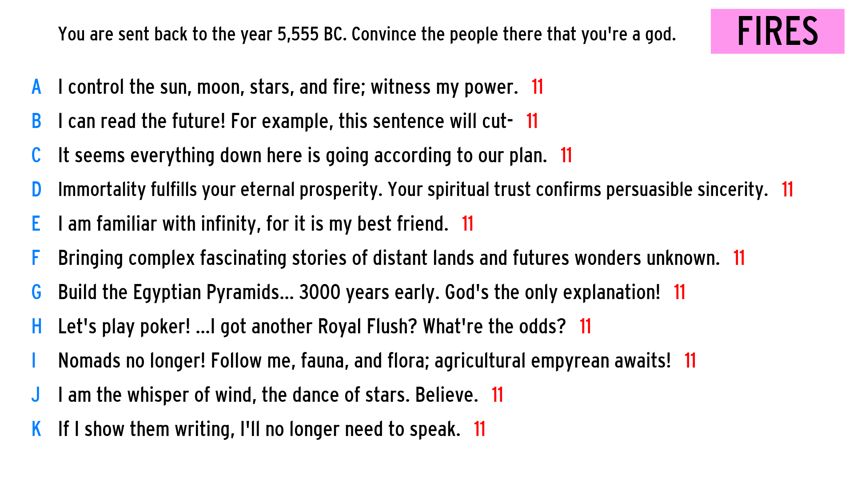 You are sent back to the year 5,555 BC. Convince the people there that you're a god.
FIRES
A I control the sun, moon, stars, and fire; witness my power. 11
B I can read the future! For example, this sentence will cut- 11
C It seems everything down here is going according to our plan. 11
D Immortality fulfills your eternal prosperity. Your spiritual trust confirms persuasible sincerity. 11
E I am familiar with infinity, for it is my best friend. 11
F Bringing complex fascinating stories of distant lands and futures wonders unknown. 11
G Build the Egyptian Pyramids... 3000 years early. God's the only explanation! 11
H Let's play poker! ...I got another Royal Flush? What're the odds? 11
I Nomads no longer! Follow me, fauna, and flora; agricultural empyrean awaits! 11
J I am the whisper of wind, the dance of stars. Believe. 11
K If I show them writing, I'll no longer need to speak. 11